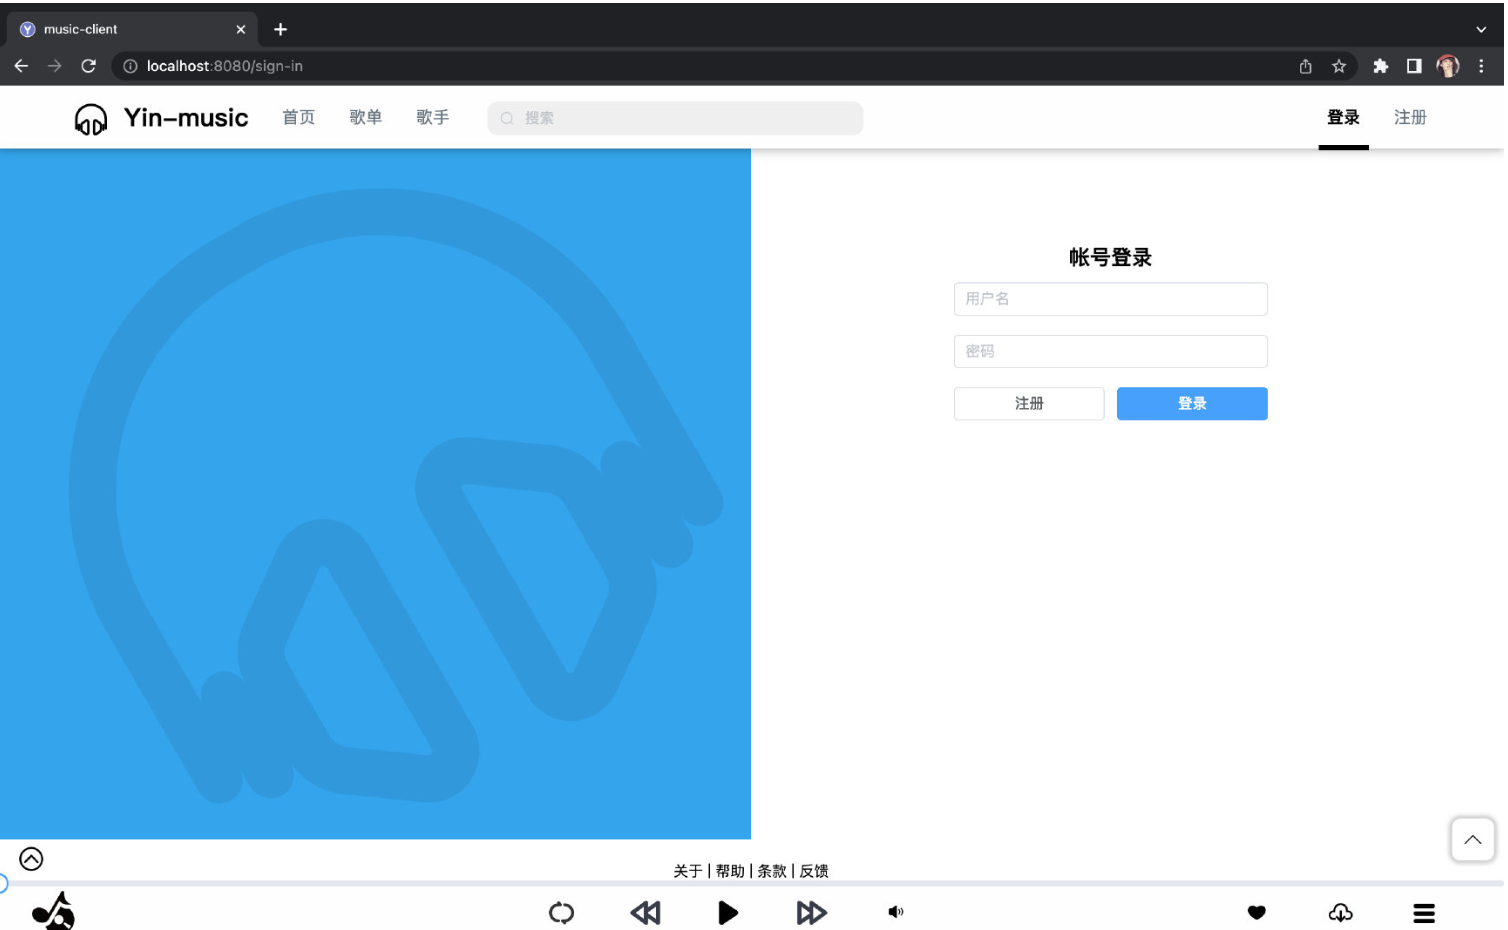 music-client
localhost:8080/sign-in
Yin-music 首页 歌单 歌手 搜索 登录 注册
帐号登录
用户名
密码
注册 登录
关于 | 帮助 | 条款 | 反馈